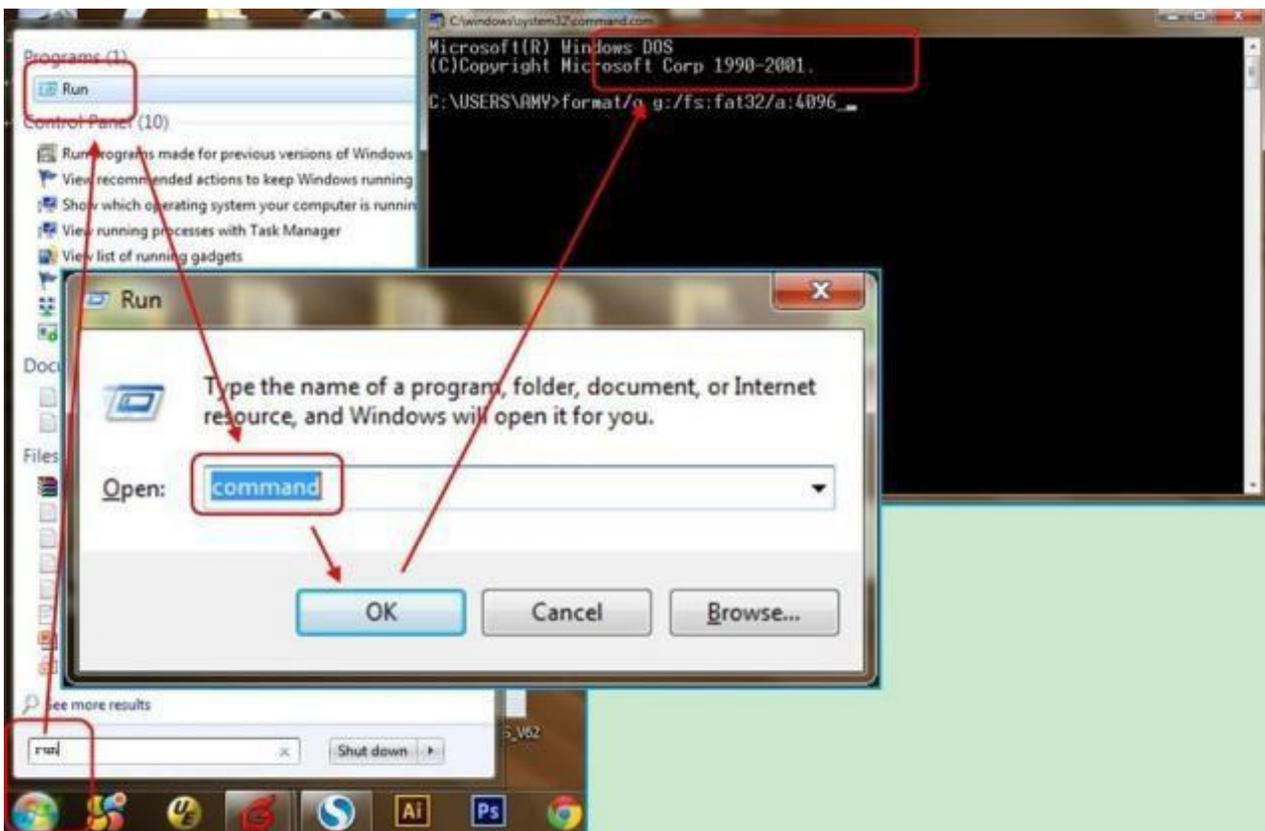 Programs (1)
Run
Control Panel (10)
Run programs made for previous versions of Windows
View recommended actions to keep Windows running
Show which operating system your computer is runnin
View running processes with Task Manager
View list of running gadgets
Docu
Files
See more results
run
Shut down
C:\windows\system32\command.com
Microsoft(R) Windows DOS
(C)Copyright Microsoft Corp 1990-2001.
C:\USERS\AMY>format/q g:/fs:fat32/a:4096_
Run
Type the name of a program, folder, document, or Internet
resource, and Windows will open it for you.
Open:
command
OK
Cancel
Browse...
S_V62
UE
Ai
Ps